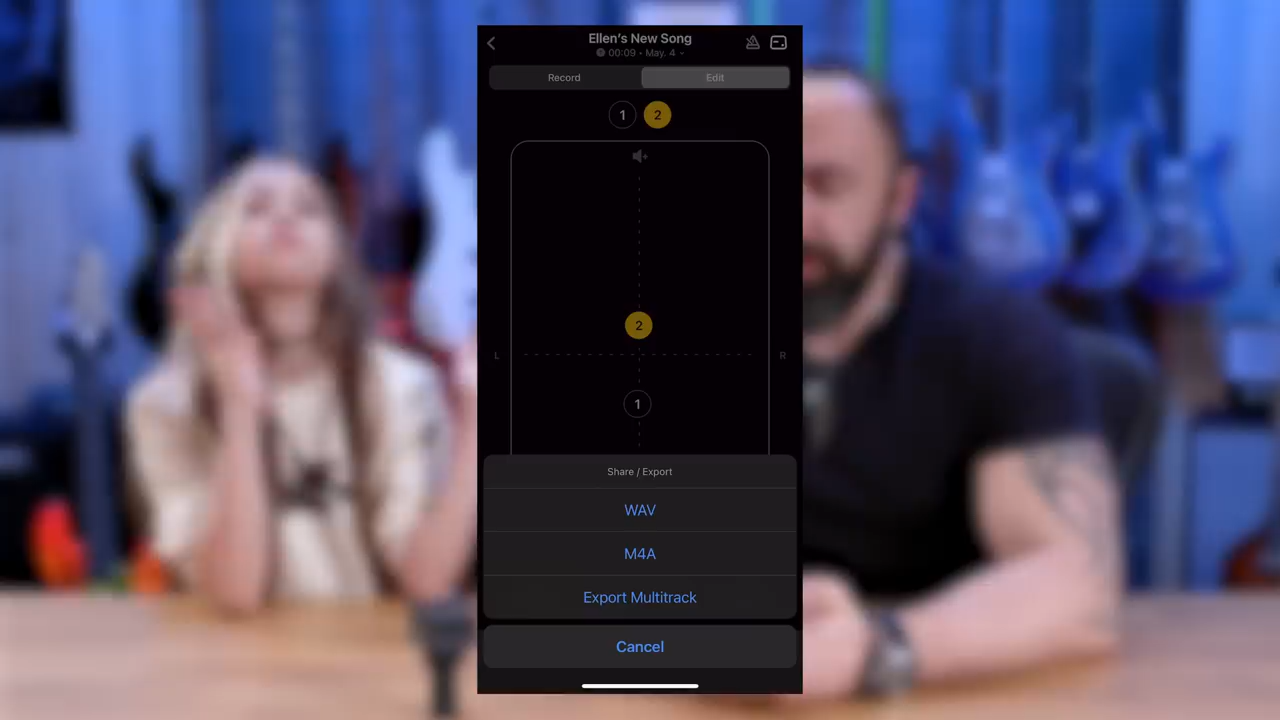 Ellen's New Song
00:09 • May. 4
Record Edit
1 2
2
L R
1
Share / Export
WAV
M4A
Export Multitrack
Cancel